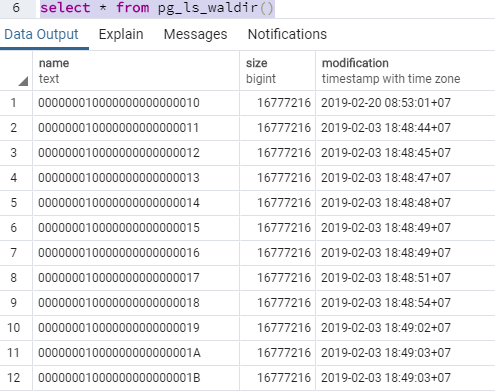 6 select * from pg_ls_waldir()
Data Output Explain Messages Notifications
name size modification
text bigint timestamp with time zone
1 000000010000000000000010 16777216 2019-02-20 08:53:01+07
2 000000010000000000000011 16777216 2019-02-03 18:48:44+07
3 000000010000000000000012 16777216 2019-02-03 18:48:45+07
4 000000010000000000000013 16777216 2019-02-03 18:48:47+07
5 000000010000000000000014 16777216 2019-02-03 18:48:48+07
6 000000010000000000000015 16777216 2019-02-03 18:48:49+07
7 000000010000000000000016 16777216 2019-02-03 18:48:49+07
8 000000010000000000000017 16777216 2019-02-03 18:48:51+07
9 000000010000000000000018 16777216 2019-02-03 18:48:54+07
10 000000010000000000000019 16777216 2019-02-03 18:49:02+07
11 00000001000000000000001A 16777216 2019-02-03 18:49:03+07
12 00000001000000000000001B 16777216 2019-02-03 18:49:03+07